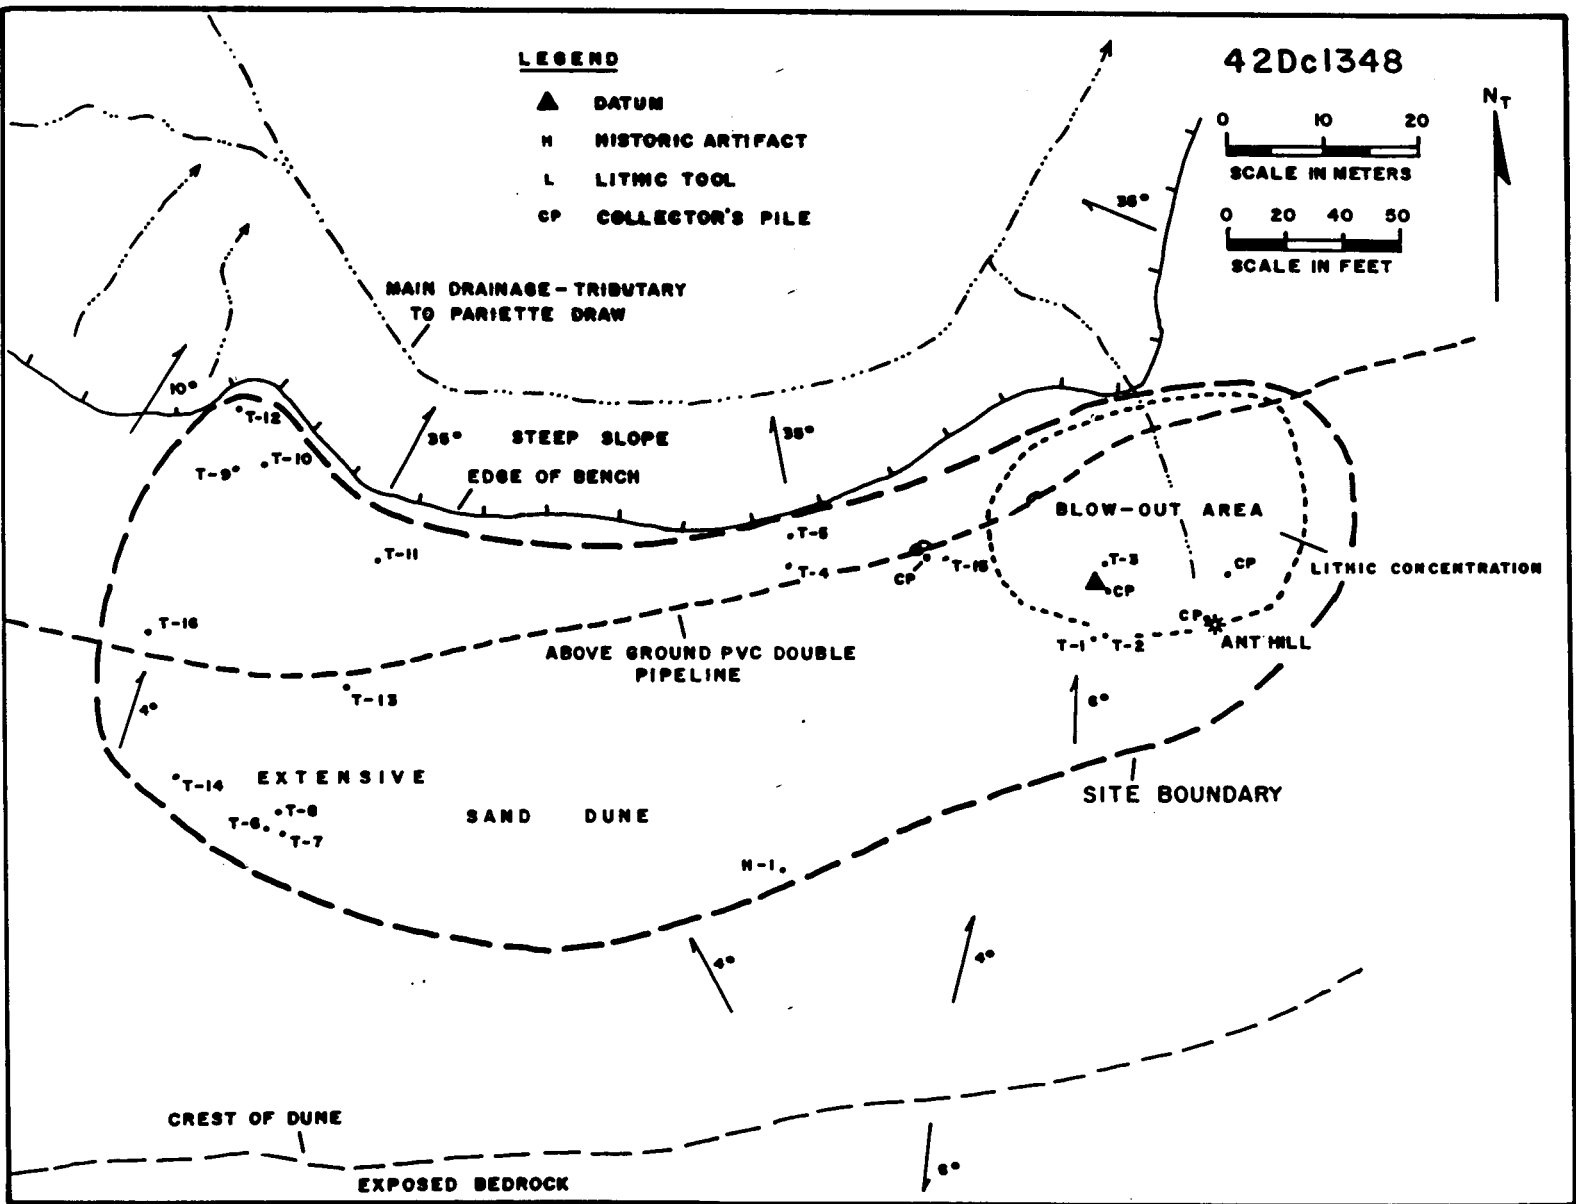 42Dc1348
LEGEND
DATUM
H HISTORIC ARTIFACT
L LITHIC TOOL
CP COLLECTOR'S PILE
NT
0 10 20
SCALE IN METERS
0 20 40 50
SCALE IN FEET
35°
MAIN DRAINAGE-TRIBUTARY
TO PARIETTE DRAW
10°
T-12
35°
STEEP SLOPE
35°
T-9
T-10
EDGE OF BENCH
BLOW-OUT AREA
T-11
T-5
T-4
CP
T-15
T-3
CP
CP
LITHIC CONCENTRATION
T-16
CP
T-1
T-2
ANT HILL
ABOVE GROUND PVC DOUBLE
PIPELINE
T-13
4°
6°
T-14
EXTENSIVE
SAND DUNE
SITE BOUNDARY
T-8
T-6
T-7
H-1
4°
4°
CREST OF DUNE
EXPOSED BEDROCK
6°